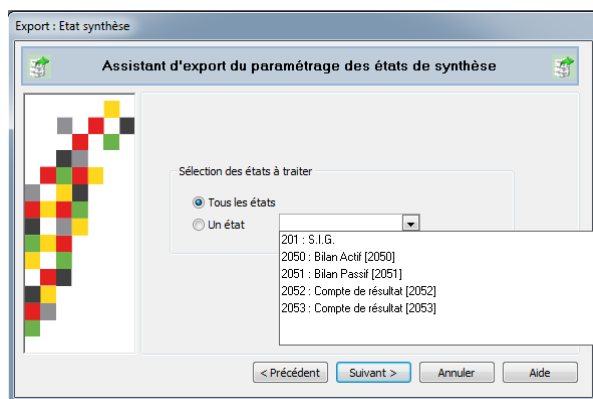 Export : Etat synthèse
Assistant d'export du paramétrage des états de synthèse
Sélection des états à traiter
Tous les états
Un état
201 : S.I.G.
2050 : Bilan Actif [2050]
2051 : Bilan Passif [2051]
2052 : Compte de résultat [2052]
2053 : Compte de résultat [2053]
< Précédent Suivant > Annuler Aide